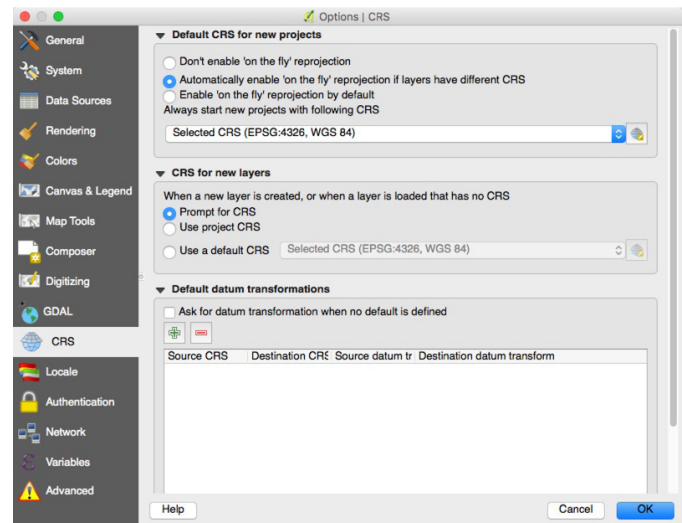 Options | CRS
General
System
Data Sources
Rendering
Colors
Canvas & Legend
Map Tools
Composer
Digitizing
GDAL
CRS
Locale
Authentication
Network
Variables
Advanced
Default CRS for new projects
Don't enable 'on the fly' reprojection
Automatically enable 'on the fly' reprojection if layers have different CRS
Enable 'on the fly' reprojection by default
Always start new projects with following CRS
Selected CRS (EPSG:4326, WGS 84)
CRS for new layers
When a new layer is created, or when a layer is loaded that has no CRS
Prompt for CRS
Use project CRS
Use a default CRS Selected CRS (EPSG:4326, WGS 84)
Default datum transformations
Ask for datum transformation when no default is defined
Source CRS Destination CRS Source datum tr Destination datum transform
Help Cancel OK